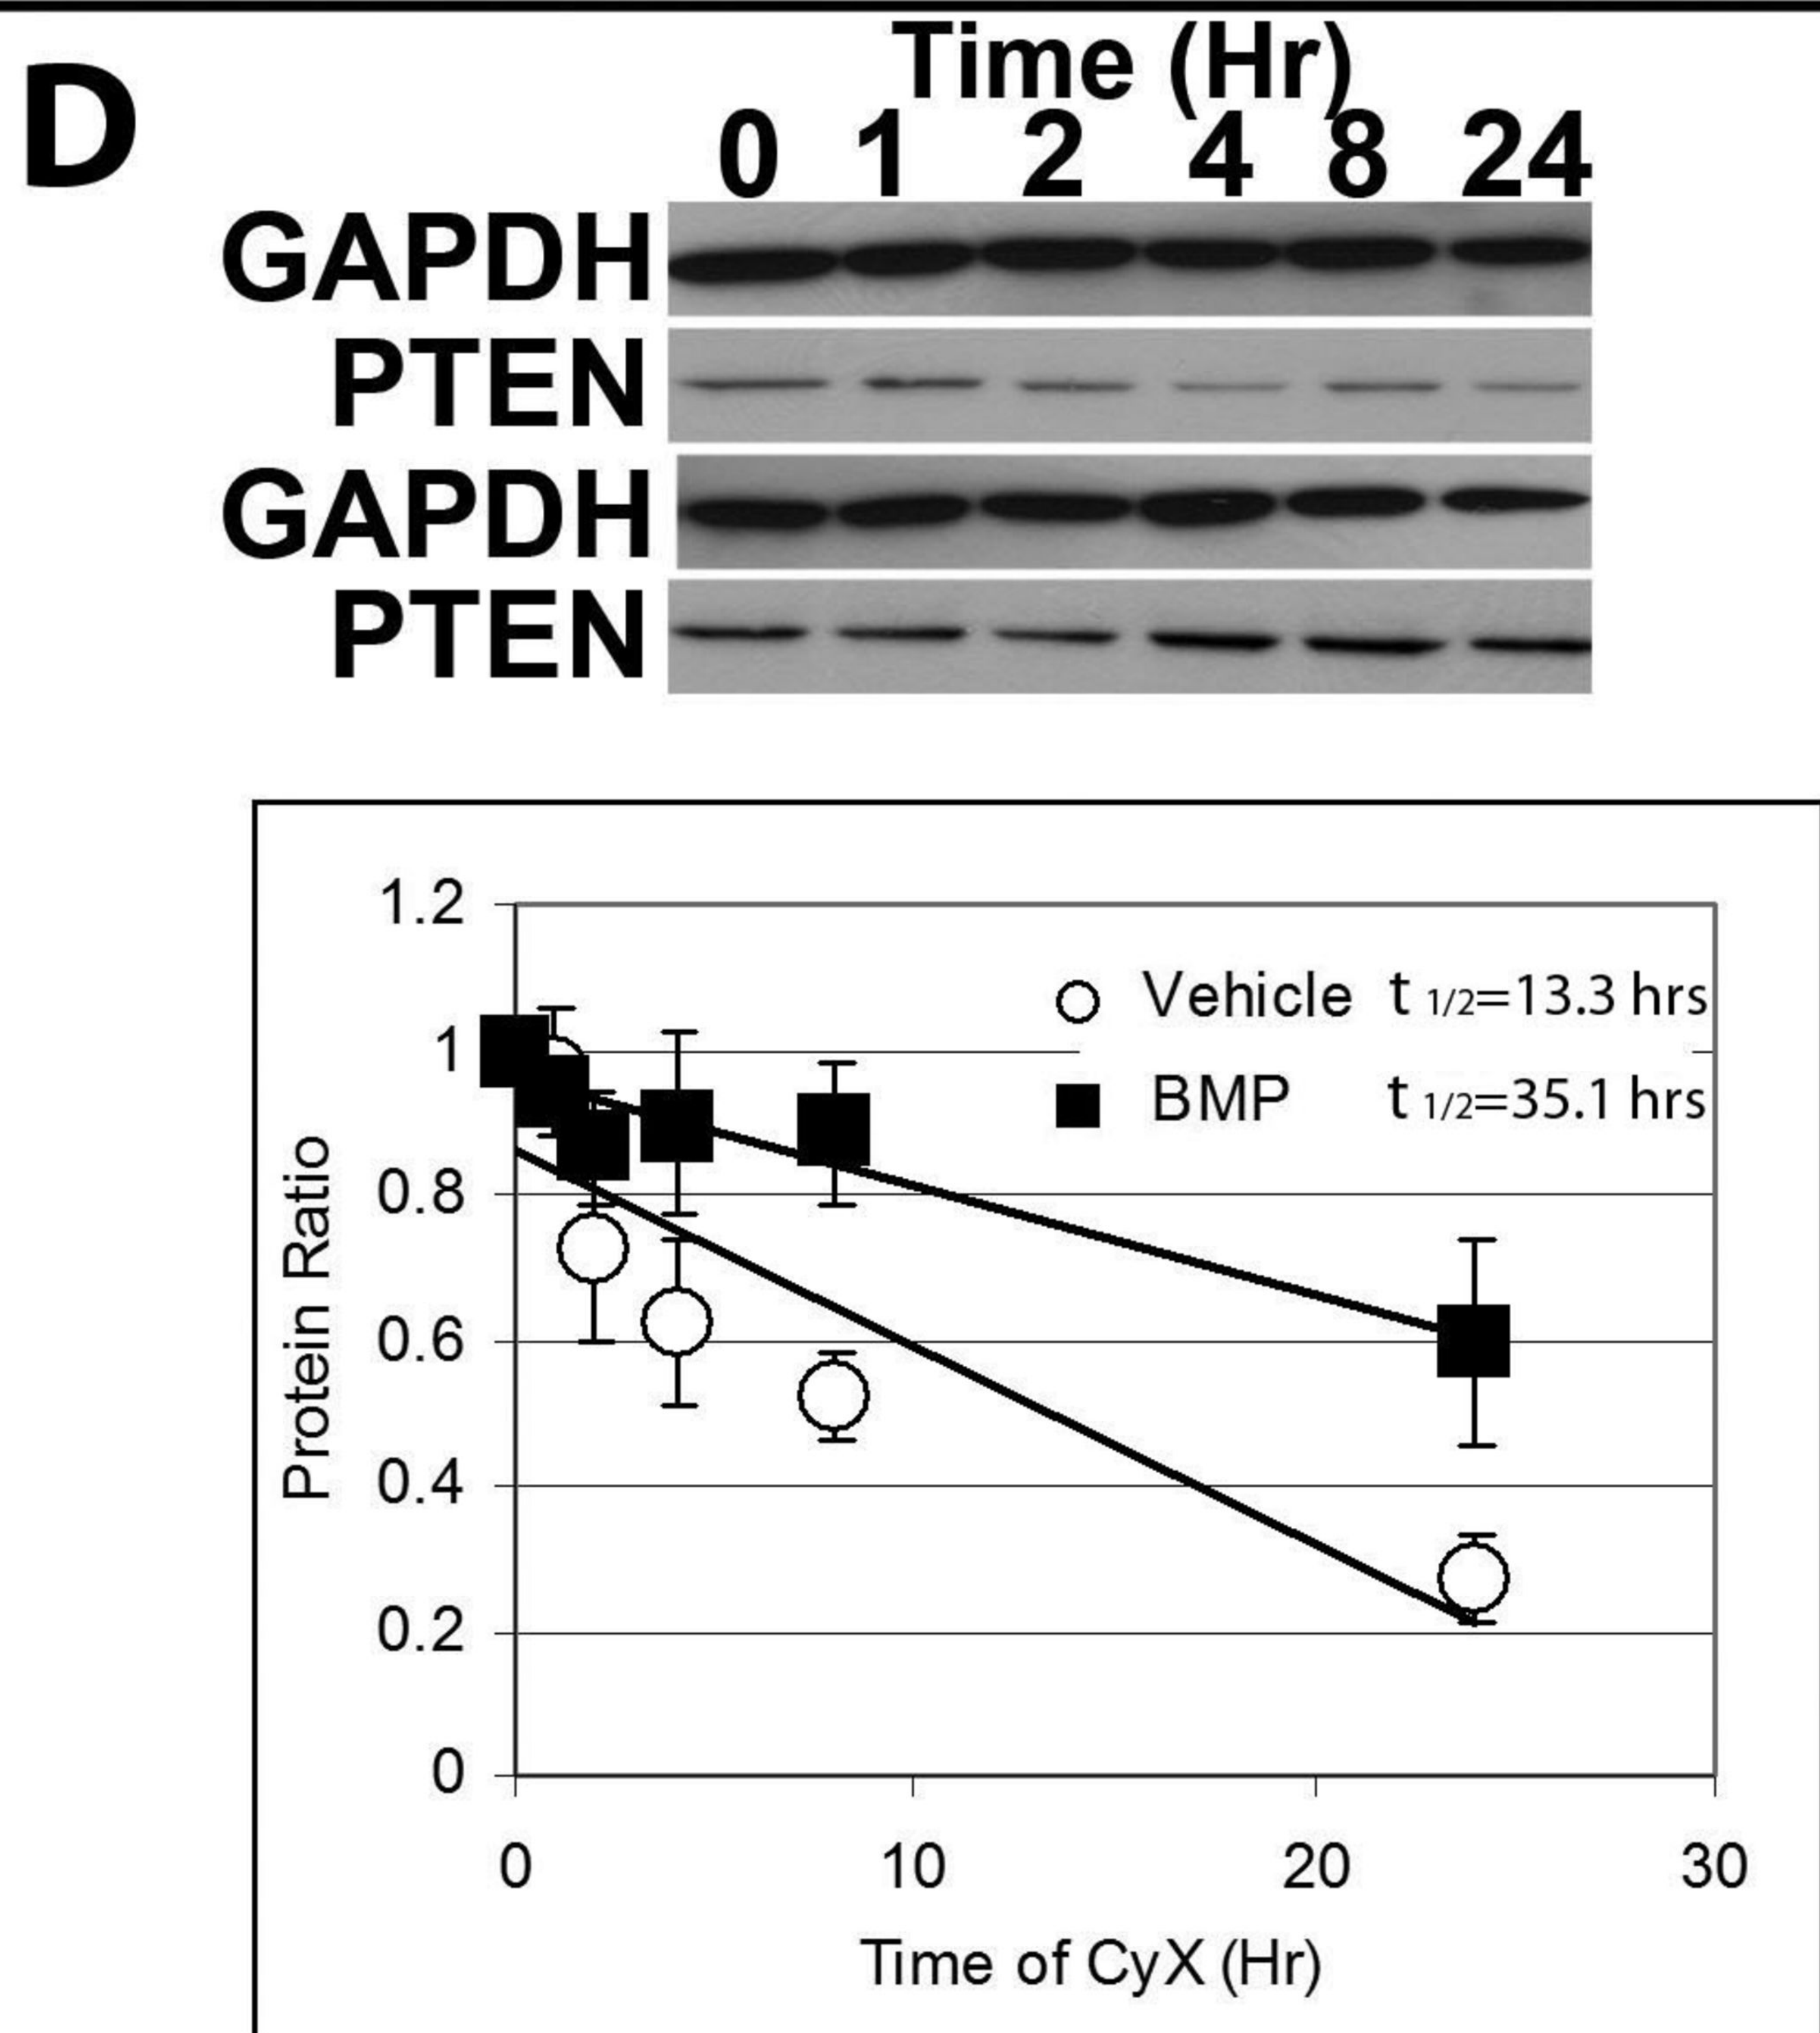 D
Time (Hr)
0 1 2 4 8 24
GAPDH
PTEN
GAPDH
PTEN
1.2
1
0.8
0.6
0.4
0.2
0
Protein Ratio
Vehicle t 1/2=13.3 hrs
BMP t 1/2=35.1 hrs
0 10 20 30
Time of CyX (Hr)